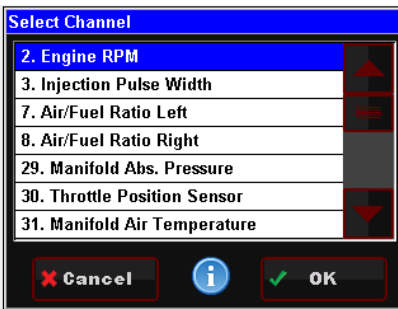 Select Channel
2. Engine RPM
3. Injection Pulse Width
7. Air/Fuel Ratio Left
8. Air/Fuel Ratio Right
29. Manifold Abs. Pressure
30. Throttle Position Sensor
31. Manifold Air Temperature
Cancel
OK